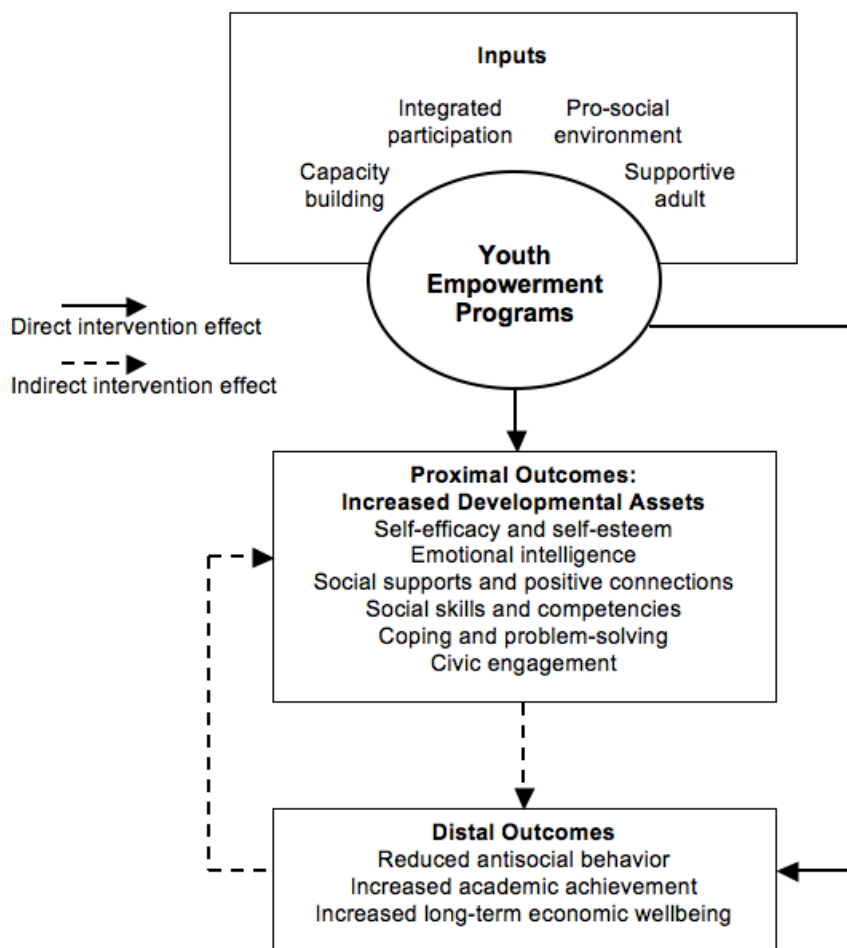 Inputs
Integrated
participation
Pro-social
environment
Capacity
building
Supportive
adult
Youth
Empowerment
Programs
Direct intervention effect
Indirect intervention effect
Proximal Outcomes:
Increased Developmental Assets
Self-efficacy and self-esteem
Emotional intelligence
Social supports and positive connections
Social skills and competencies
Coping and problem-solving
Civic engagement
Distal Outcomes
Reduced antisocial behavior
Increased academic achievement
Increased long-term economic wellbeing